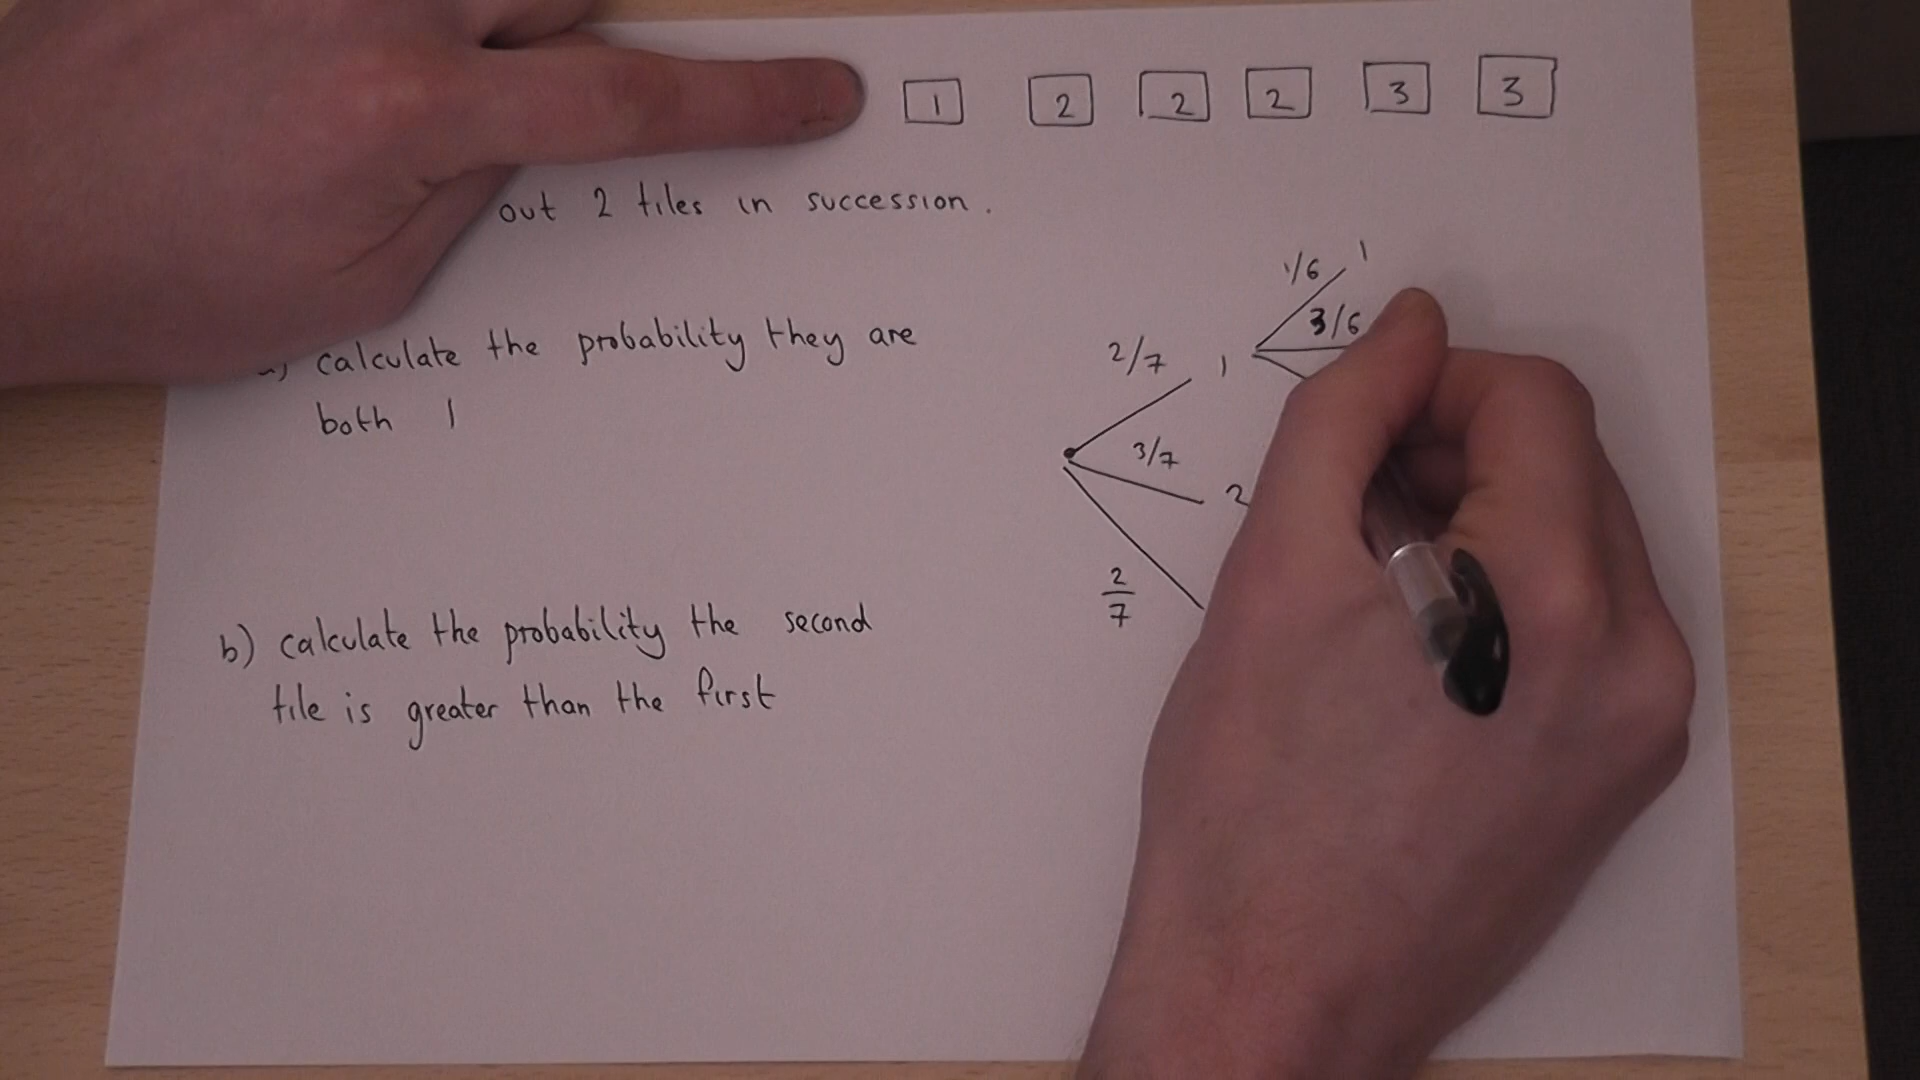 1 2 2 2 3 3
out 2 tiles in succession.
calculate the probability they are
both 1
1/6 1
3/6
2/7 1
3/7 2
2/7
b) calculate the probability the second
tile is greater than the first